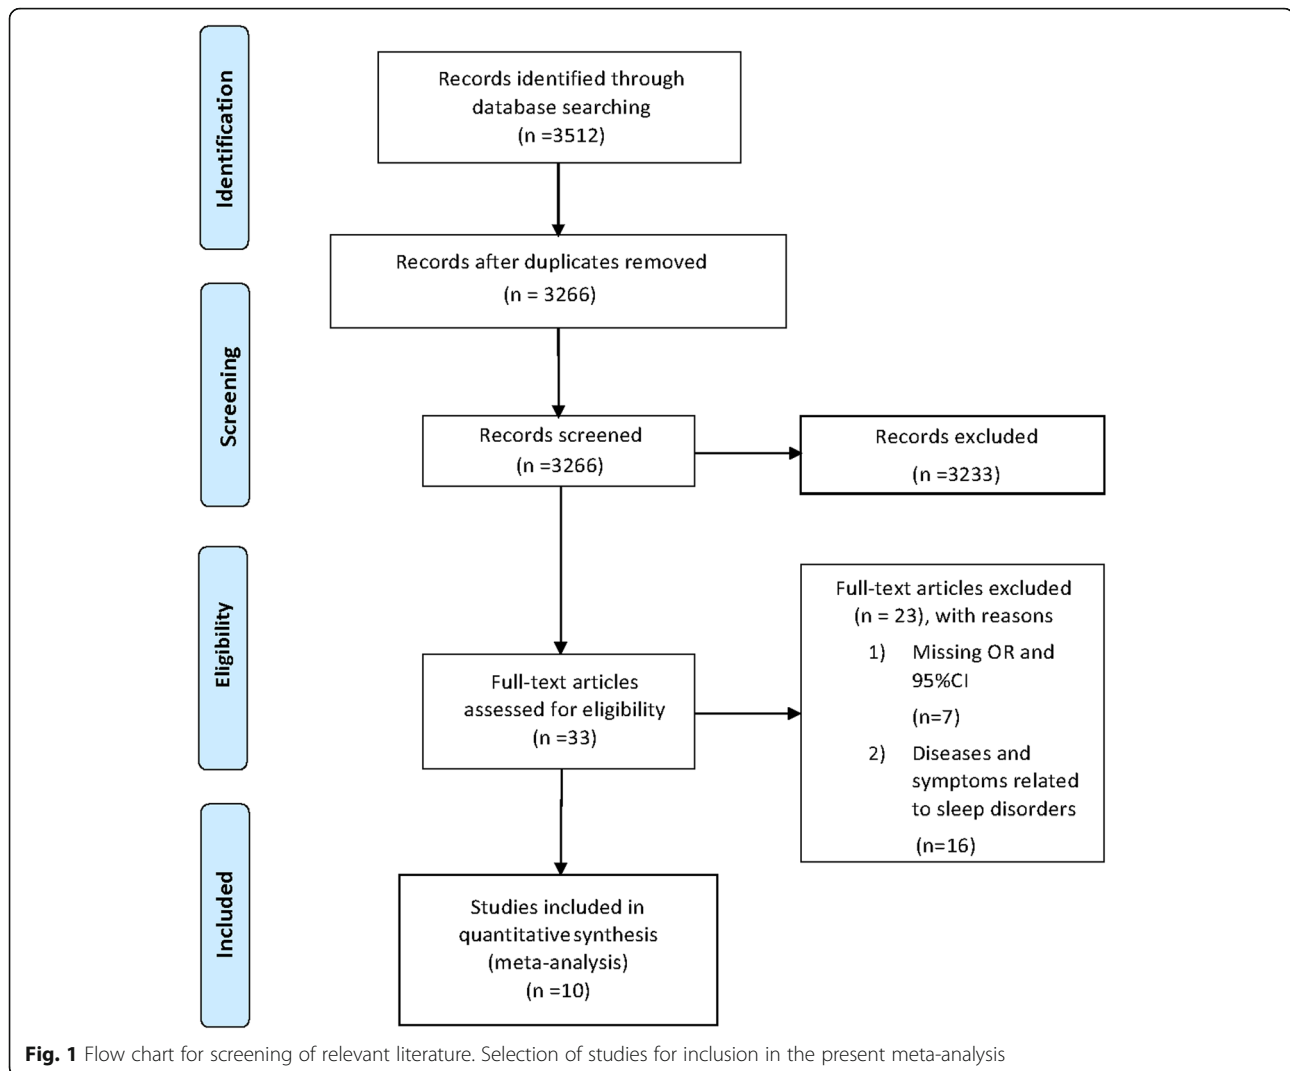 Identification
Records identified through
database searching
(n =3512)
Records after duplicates removed
(n = 3266)
Screening
Records screened
(n =3266)
Records excluded
(n =3233)
Eligibility
Full-text articles
assessed for eligibility
(n =33)
Full-text articles excluded
(n = 23), with reasons
1) Missing OR and
95%CI
(n=7)
2) Diseases and
symptoms related
to sleep disorders
(n=16)
Included
Studies included in
quantitative synthesis
(meta-analysis)
(n =10)
Fig. 1 Flow chart for screening of relevant literature. Selection of studies for inclusion in the present meta-analysis